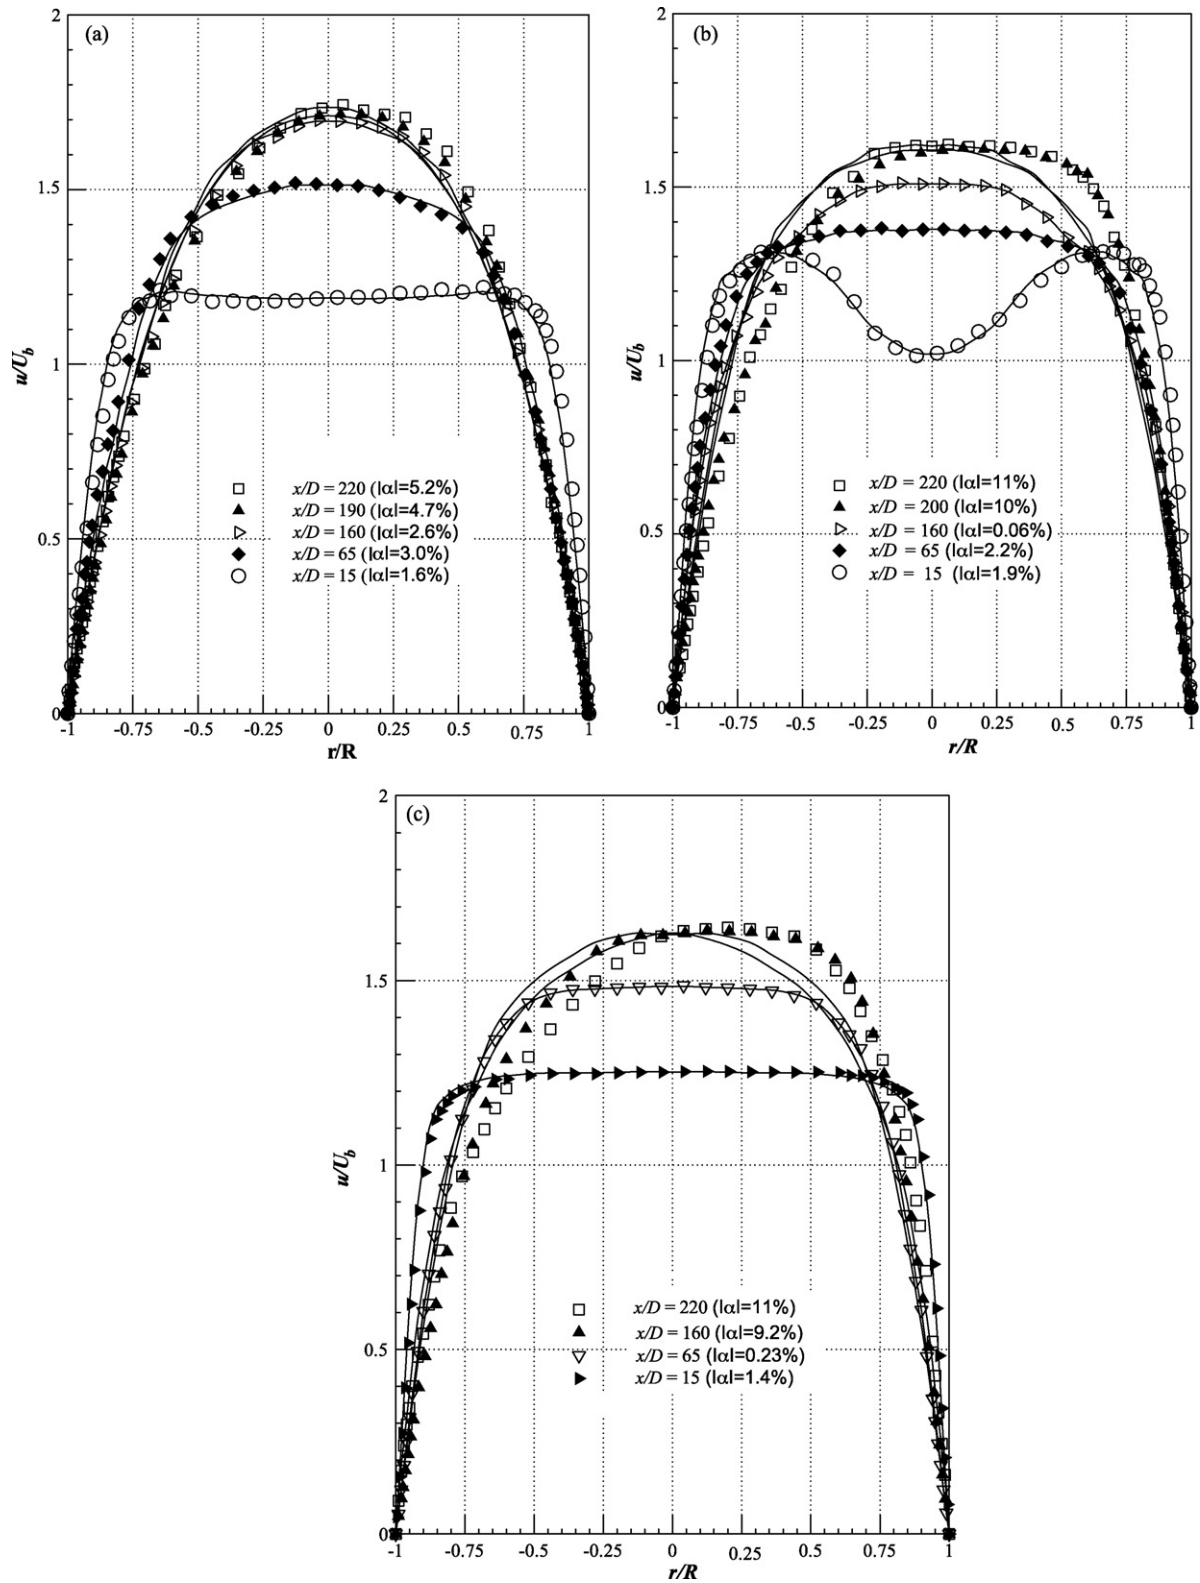 (a)
2
1.5
1
0.5
0
u/U_b
x/D = 220 (|α|=5.2%)
x/D = 190 (|α|=4.7%)
x/D = 160 (|α|=2.6%)
x/D = 65 (|α|=3.0%)
x/D = 15 (|α|=1.6%)
-1 -0.75 -0.5 -0.25 0 0.25 0.5 0.75 1
r/R
(b)
2
1.5
1
0.5
0
u/U_b
x/D = 220 (|α|=11%)
x/D = 200 (|α|=10%)
x/D = 160 (|α|=0.06%)
x/D = 65 (|α|=2.2%)
x/D = 15 (|α|=1.9%)
-1 -0.75 -0.5 -0.25 0 0.25 0.5 0.75 1
r/R
(c)
2
1.5
1
0.5
0
u/U_b
x/D = 220 (|α|=11%)
x/D = 160 (|α|=9.2%)
x/D = 65 (|α|=0.23%)
x/D = 15 (|α|=1.4%)
-1 -0.75 -0.5 -0.25 0 0.25 0.5 0.75 1
r/R